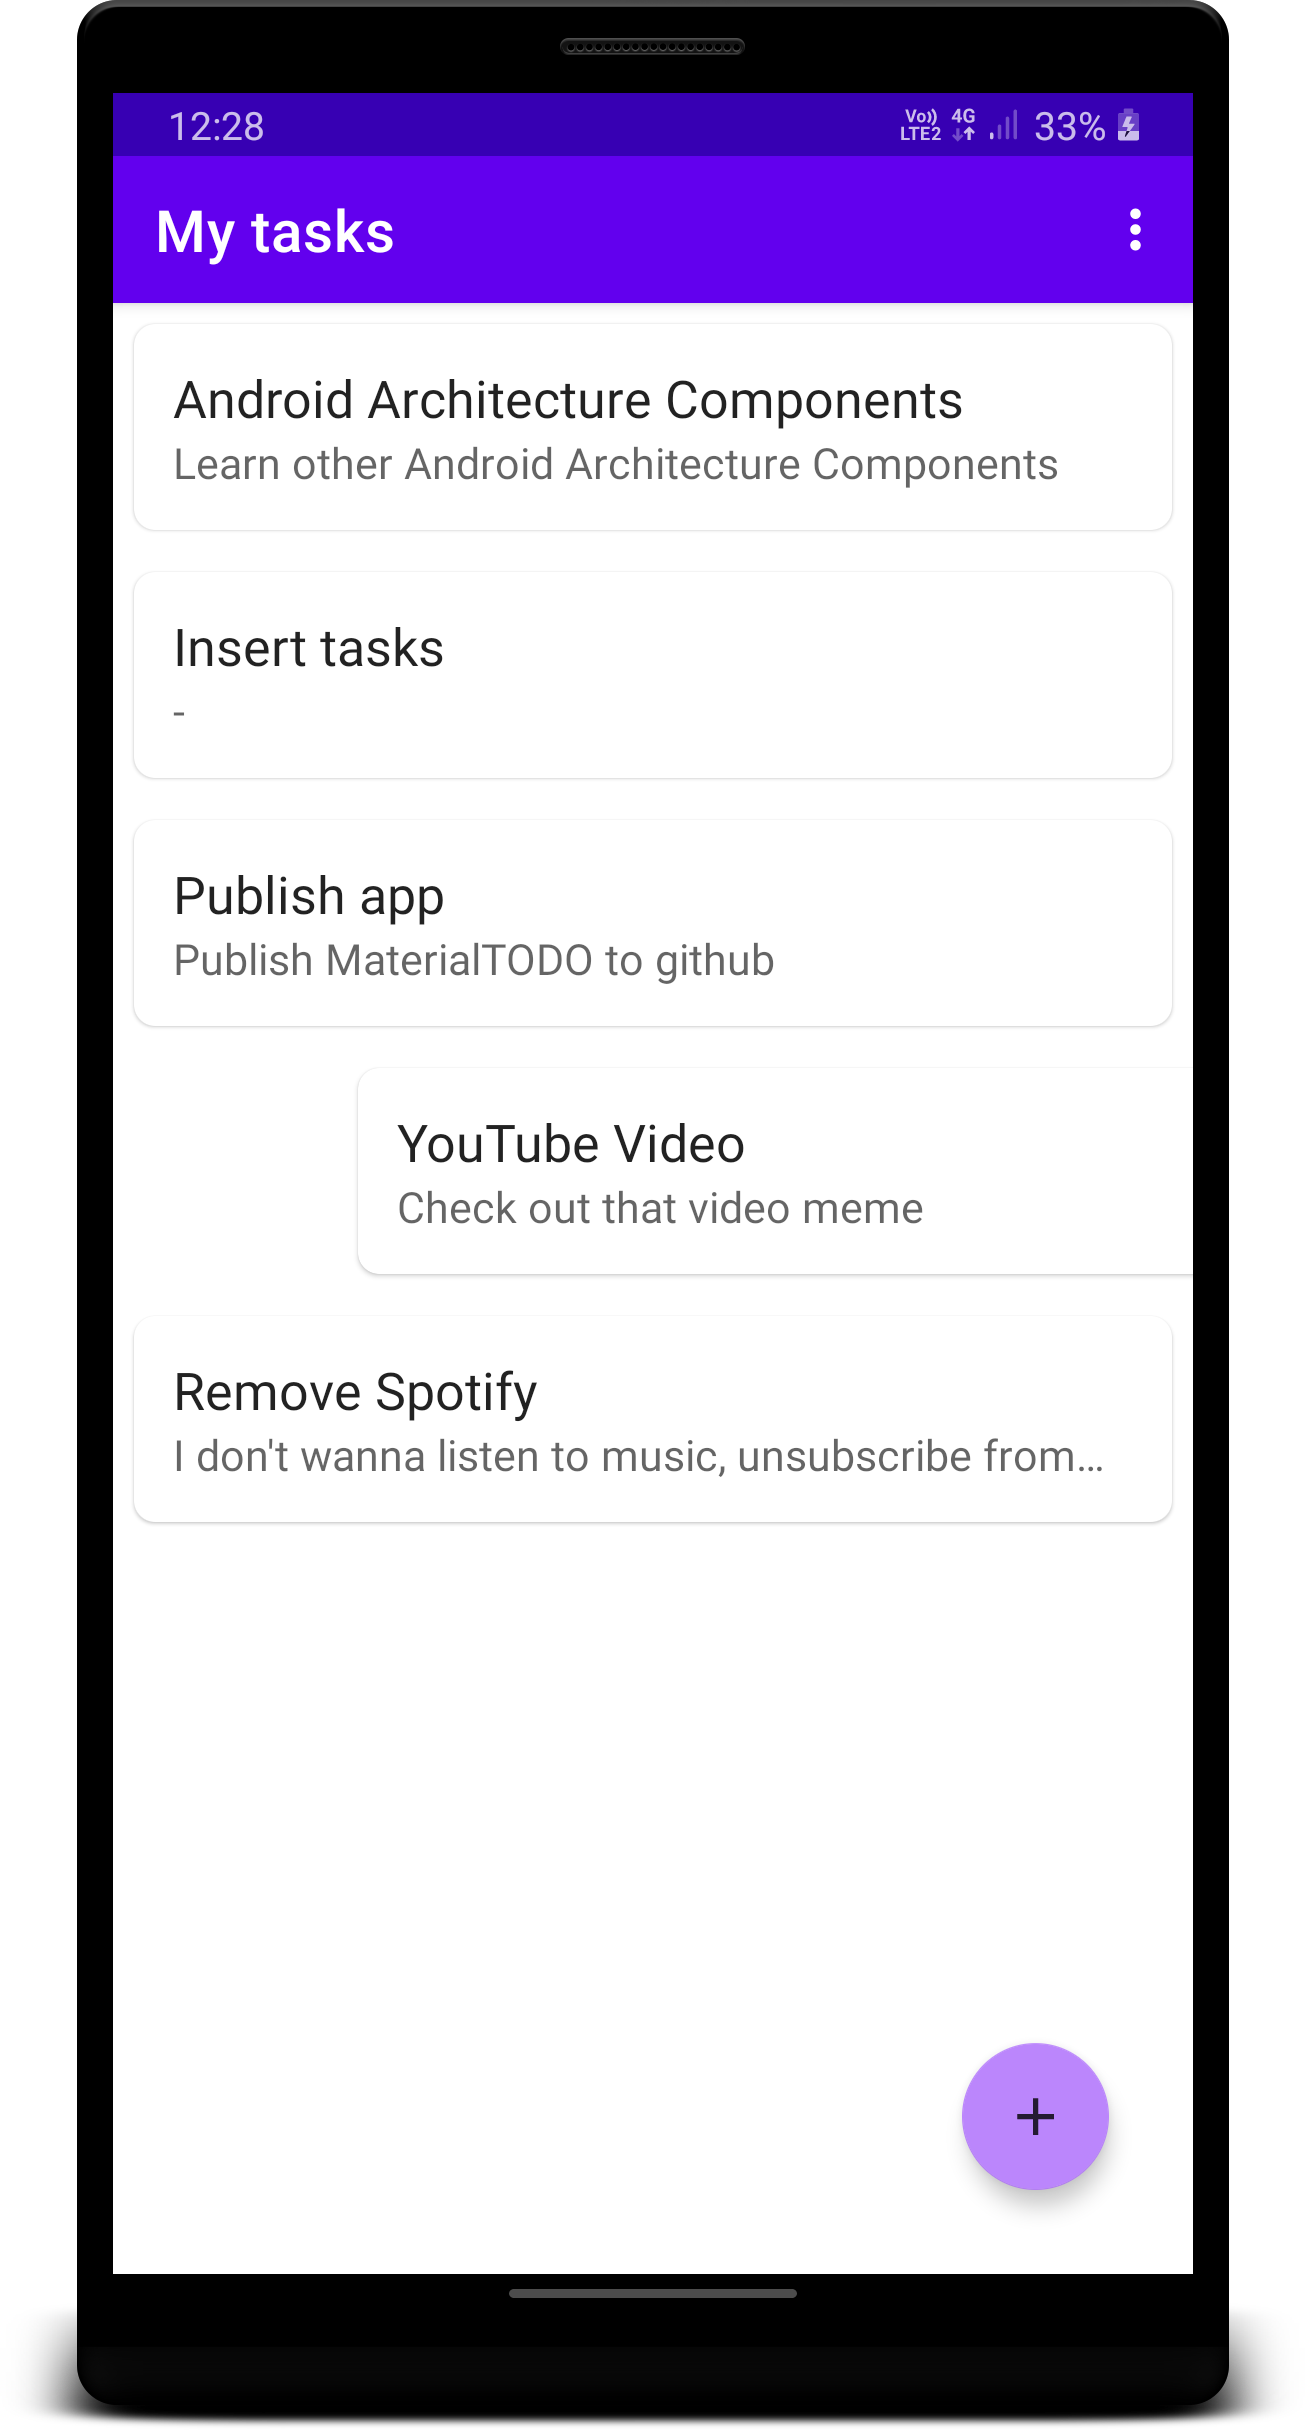 12:28 Vo)) LTE2 4G 33%
My tasks
Android Architecture Components
Learn other Android Architecture Components
Insert tasks
-
Publish app
Publish MaterialTODO to github
YouTube Video
Check out that video meme
Remove Spotify
I don't wanna listen to music, unsubscribe from…
+